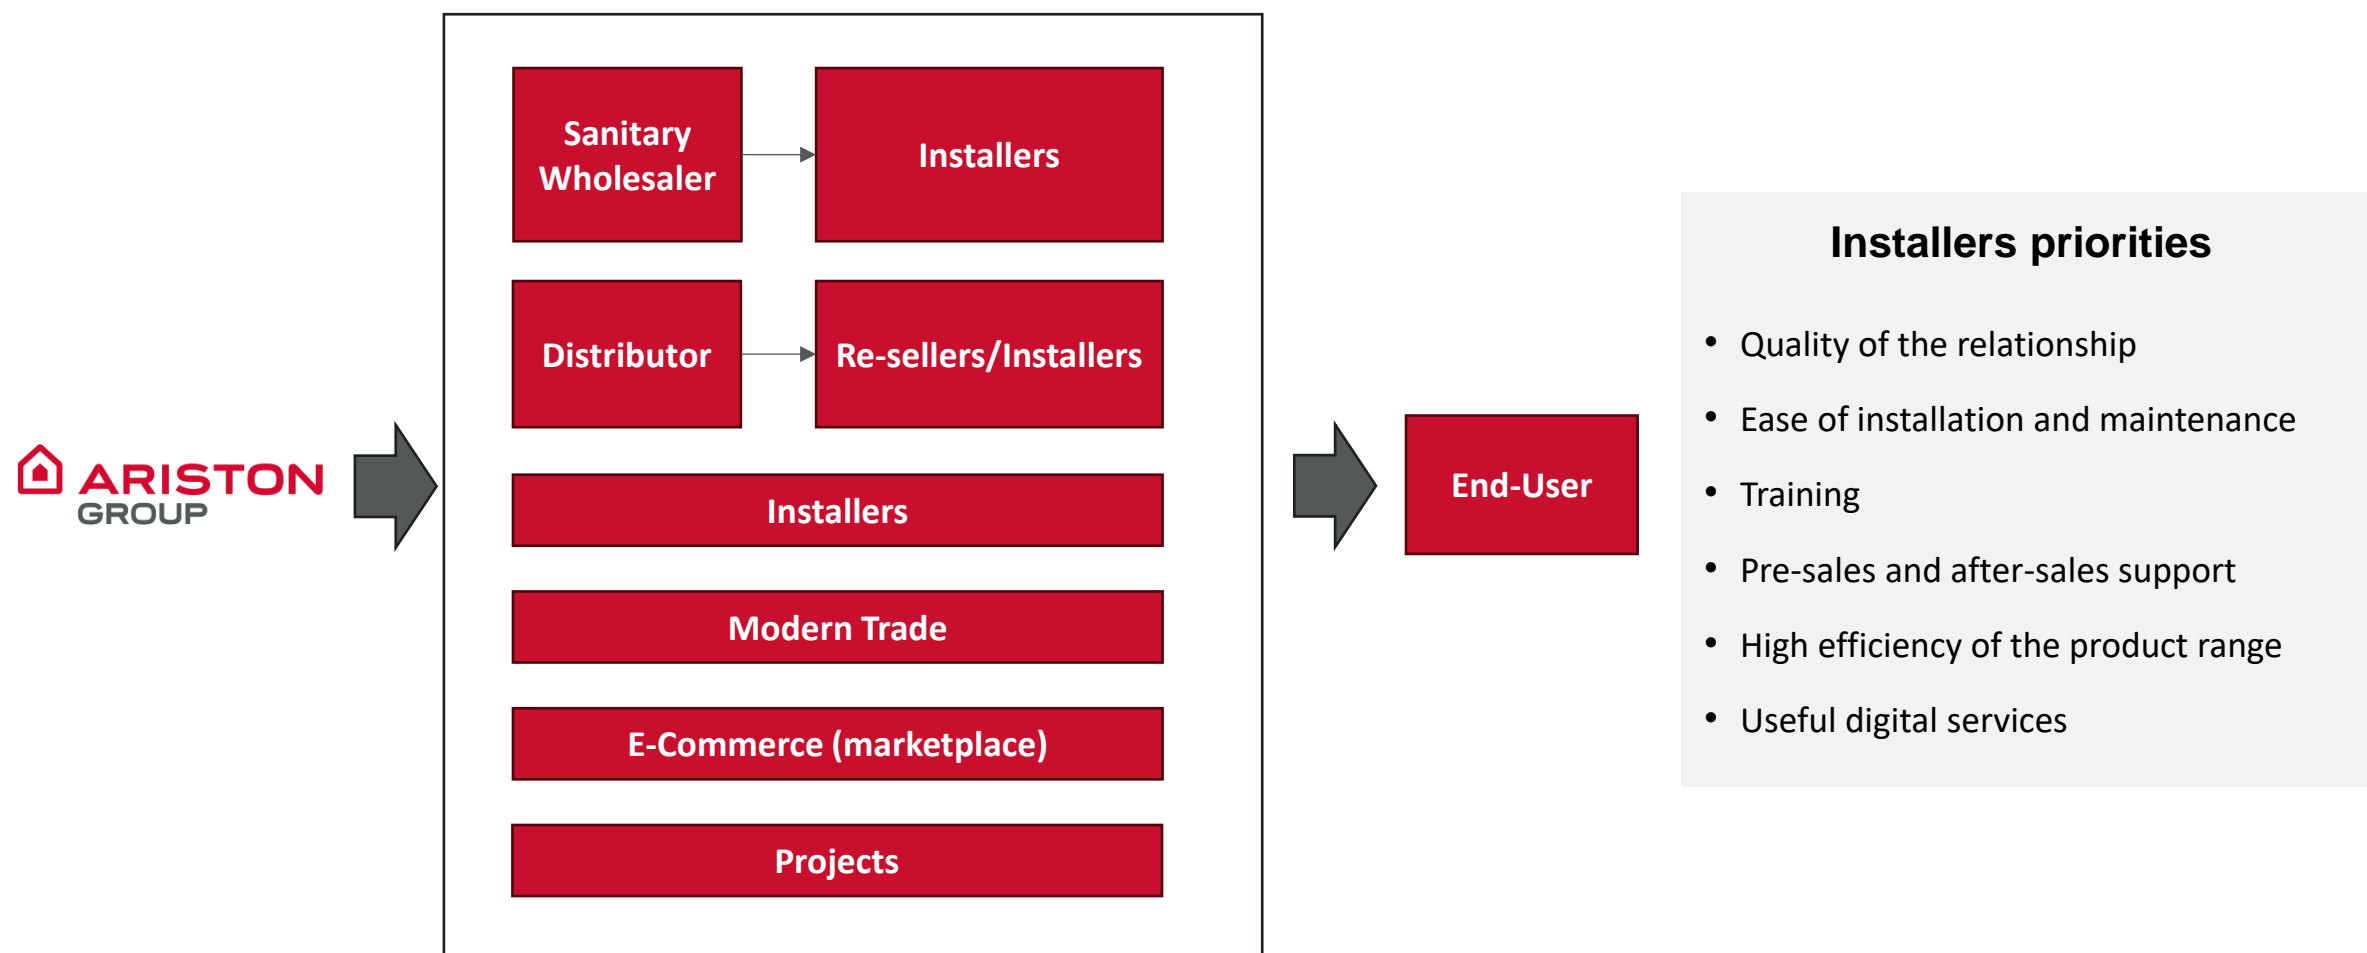 ARISTON
GROUP
Sanitary
Wholesaler
Installers
Distributor
Re-sellers/Installers
Installers
Modern Trade
E-Commerce (marketplace)
Projects
End-User
Installers priorities
• Quality of the relationship
• Ease of installation and maintenance
• Training
• Pre-sales and after-sales support
• High efficiency of the product range
• Useful digital services